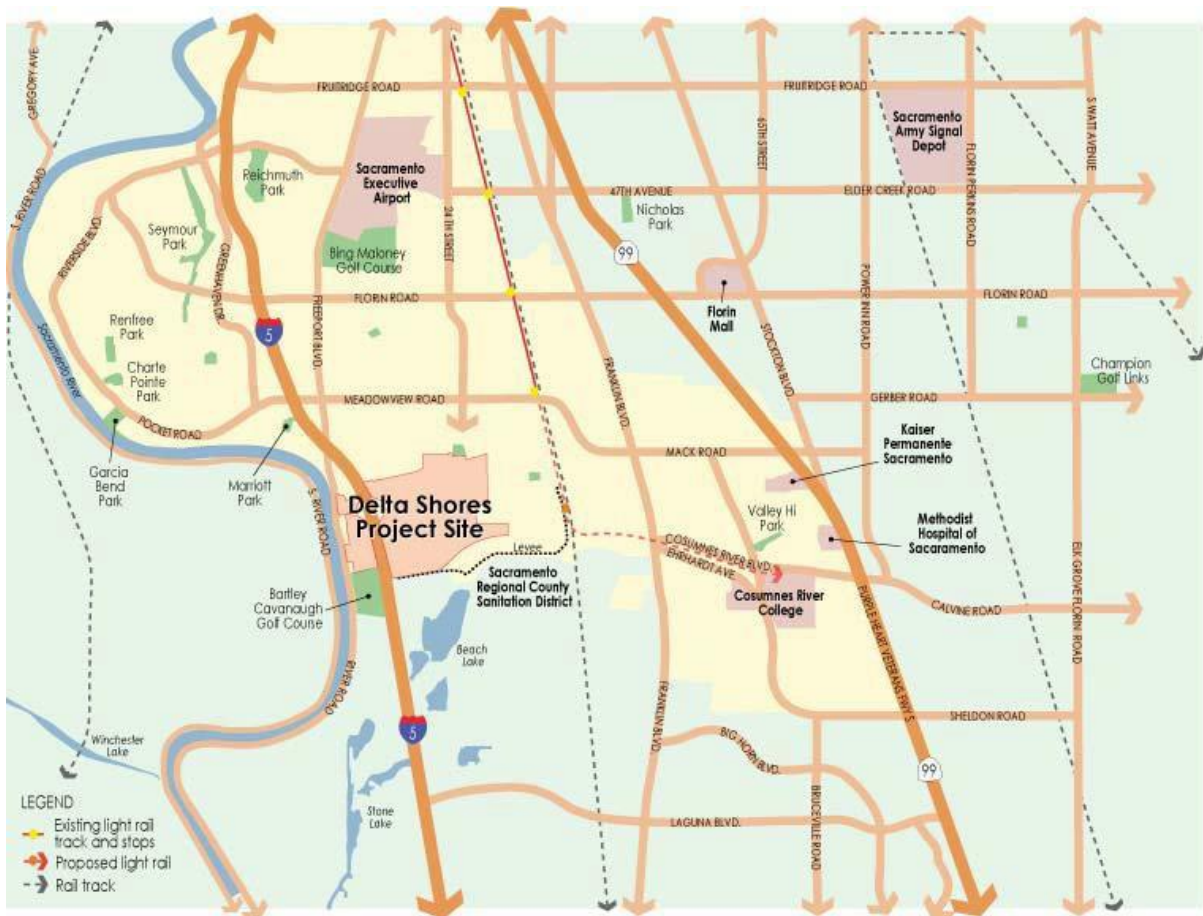 GREGORY AVE
FRUITRIDGE ROAD
FRUITRIDGE ROAD
65TH STREET
S WATT AVENUE
Sacramento
Army Signal
Depot
FLORIN PERKINS ROAD
Reichmuth
Park
Sacramento
Executive
Airport
47TH AVENUE
ELDER CREEK ROAD
Nicholas
Park
S. RIVER ROAD
RIVERSIDE BLVD.
Seymour
Park
GREENHAVEN DR.
24TH STREET
Bing Maloney
Golf Course
99
POWER INN ROAD
FREEPORT BLVD.
FLORIN ROAD
Florin
Mall
FLORIN ROAD
Renfree
Park
5
STOCKTON BLVD.
Sacramento River
Charte
Pointe
Park
FRANKLIN BLVD.
Champion
Golf Links
MEADOWVIEW ROAD
GERBER ROAD
POCKET ROAD
Kaiser
Permanente
Sacramento
MACK ROAD
Garcia
Bend
Park
Marriott
Park
S. RIVER ROAD
Delta Shores
Project Site
Valley Hi
Park
Methodist
Hospital of
Sacaramento
Levee
COSUMNES RIVER BLVD.
EHRHARDT AVE.
Sacramento
Regional County
Sanitation District
Bartley
Cavanaugh
Golf Course
Cosumnes River
College
CALVINE ROAD
ELK GROVE FLORIN ROAD
PURPLE HEART VETERANS FWY S.
Beach
Lake
RIVER ROAD
FRANKLIN BLVD.
SHELDON ROAD
5
Winchester
Lake
BIG HORN BLVD.
99
BRUCEVILLE ROAD
Stone
Lake
LAGUNA BLVD.
LEGEND
Existing light rail
track and stops
Proposed light rail
Rail track